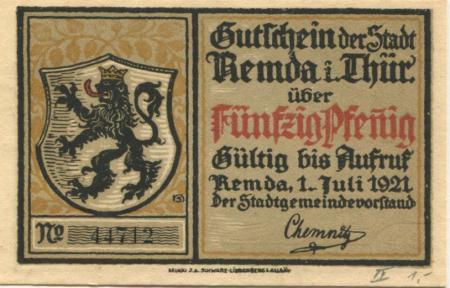 Gutschein der Stadt
Remda i. Thür.
über
Fünfzig Pfenig
Gültig bis Aufruf
Remda, 1. Juli 1921
Der Stadtgemeindevorstand
Chemnitz
No 44712